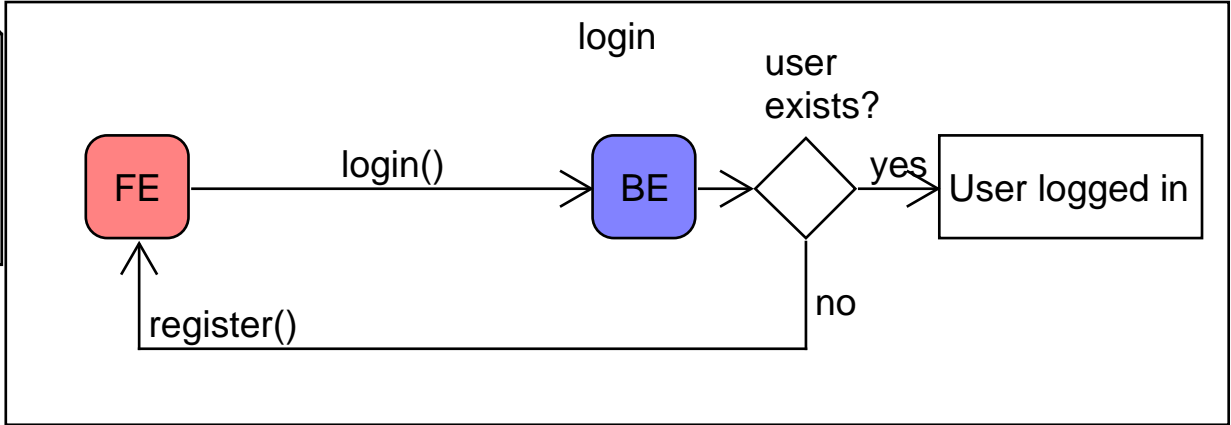 login
user
exists?
FE
login()
BE
yes
User logged in
no
register()